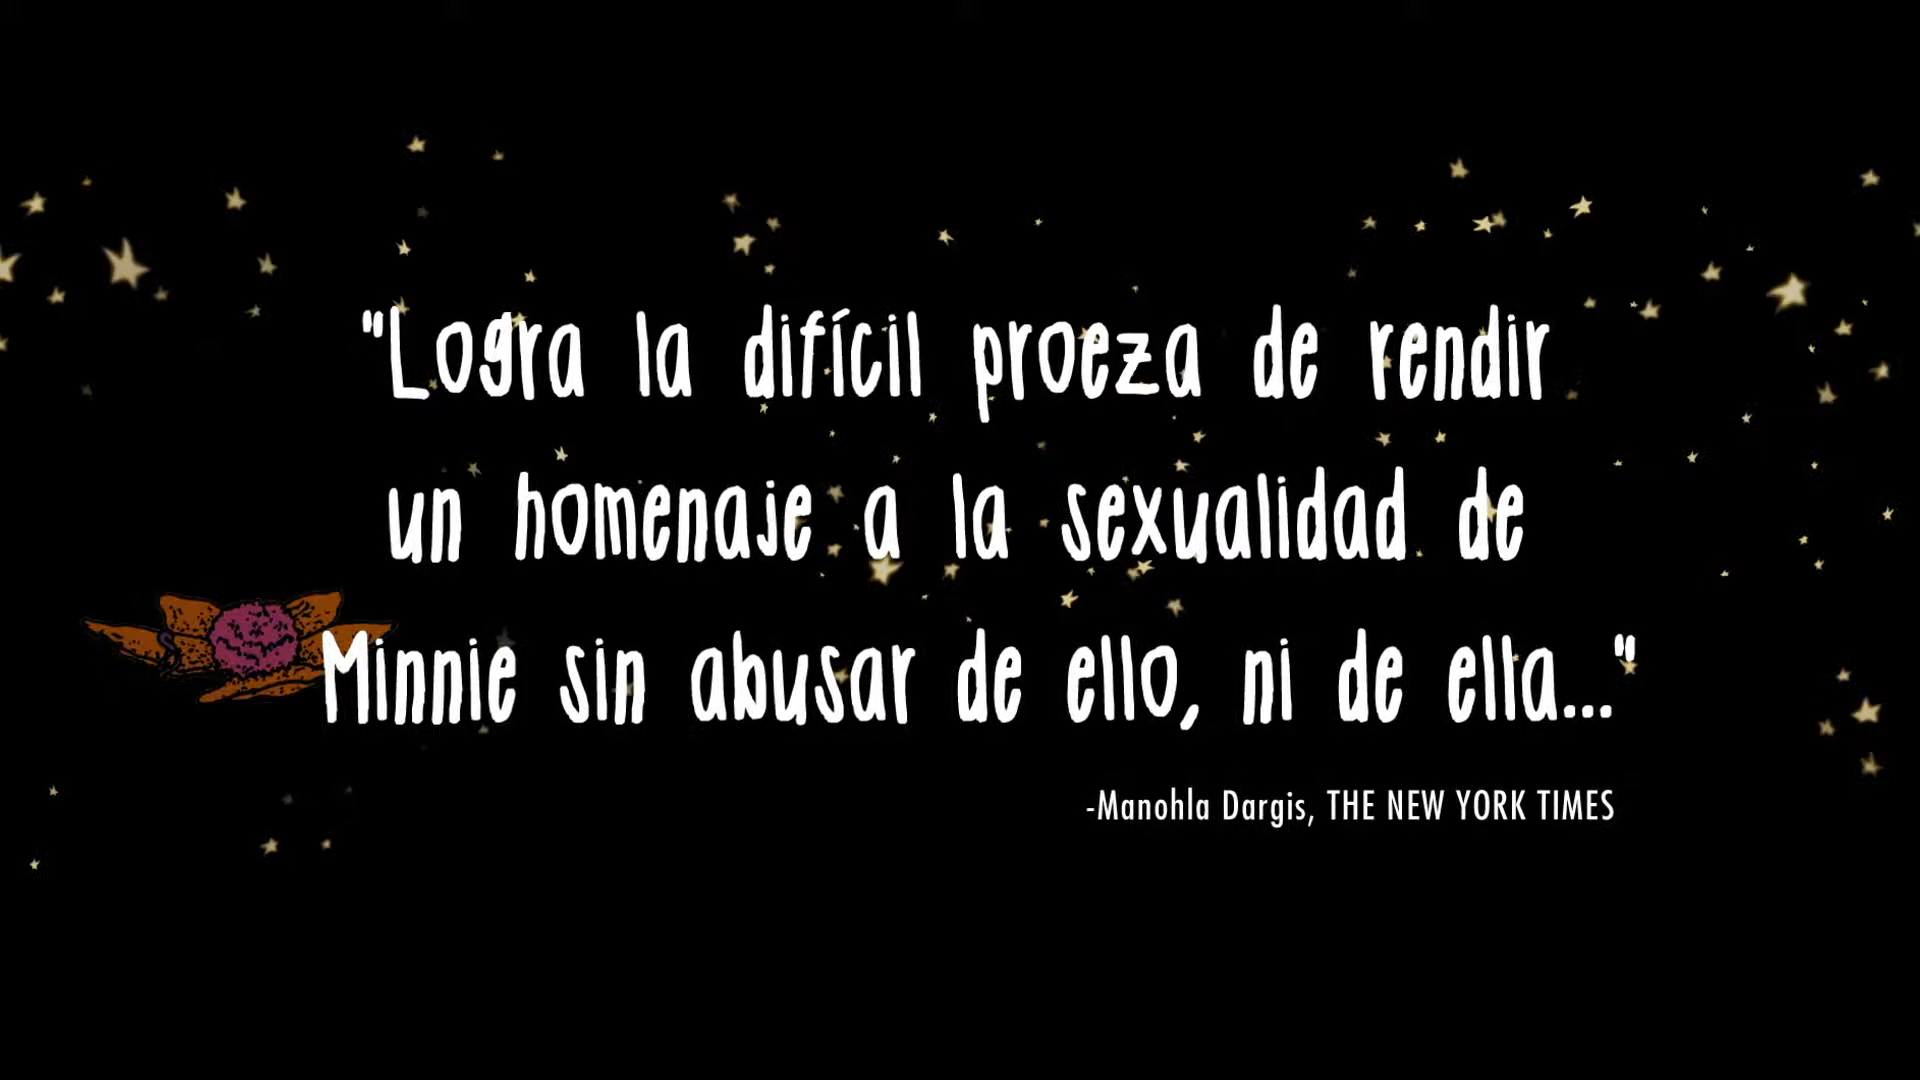 "Logra la difícil proeza de rendir
un homenaje a la sexualidad de
Minnie sin abusar de ello, ni de ella..."
-Manohla Dargis, THE NEW YORK TIMES